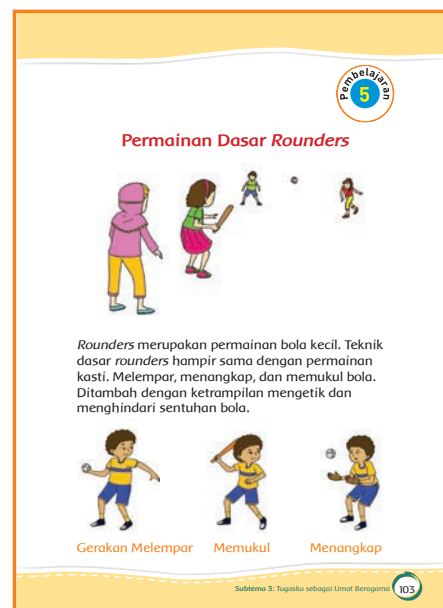 Pembelajaran
5
Permainan Dasar Rounders
Rounders merupakan permainan bola kecil. Teknik
dasar rounders hampir sama dengan permainan
kasti. Melempar, menangkap, dan memukul bola.
Ditambah dengan ketrampilan mengetik dan
menghindari sentuhan bola.
Gerakan Melempar Memukul Menangkap
Subtema 3: Tugasku sebagai Umat Beragama 103